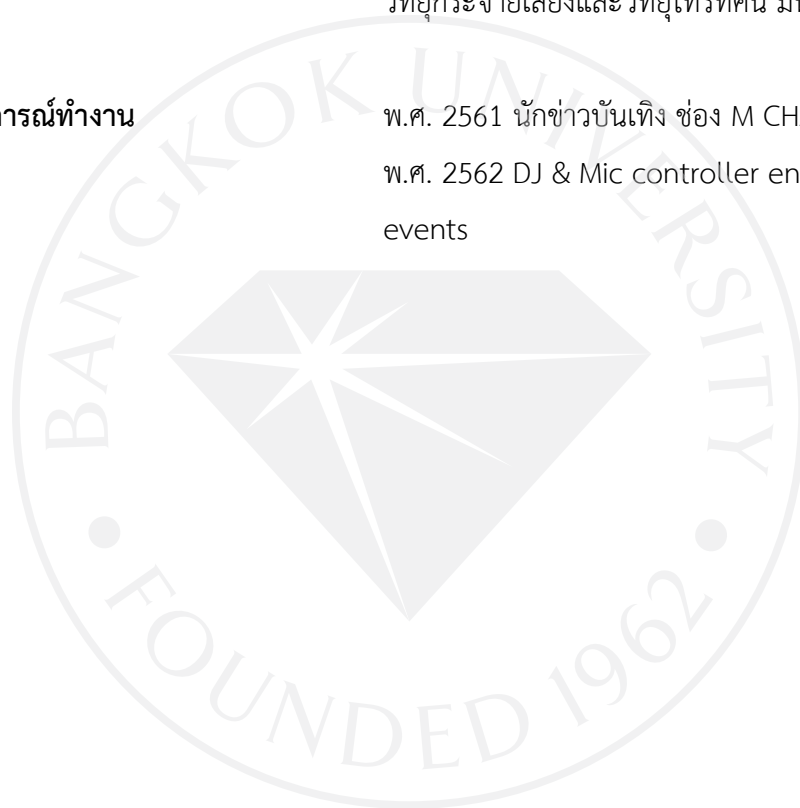 วิทยุกระจายเสียงและวิทยุโทรทัศน์
การณ์ทำงาน
พ.ศ. 2561 นักข่าวบันเทิง ช่อง M
พ.ศ. 2562 DJ & Mic controller
events
BANGKOK UNIVERSITY
FOUNDED 1962